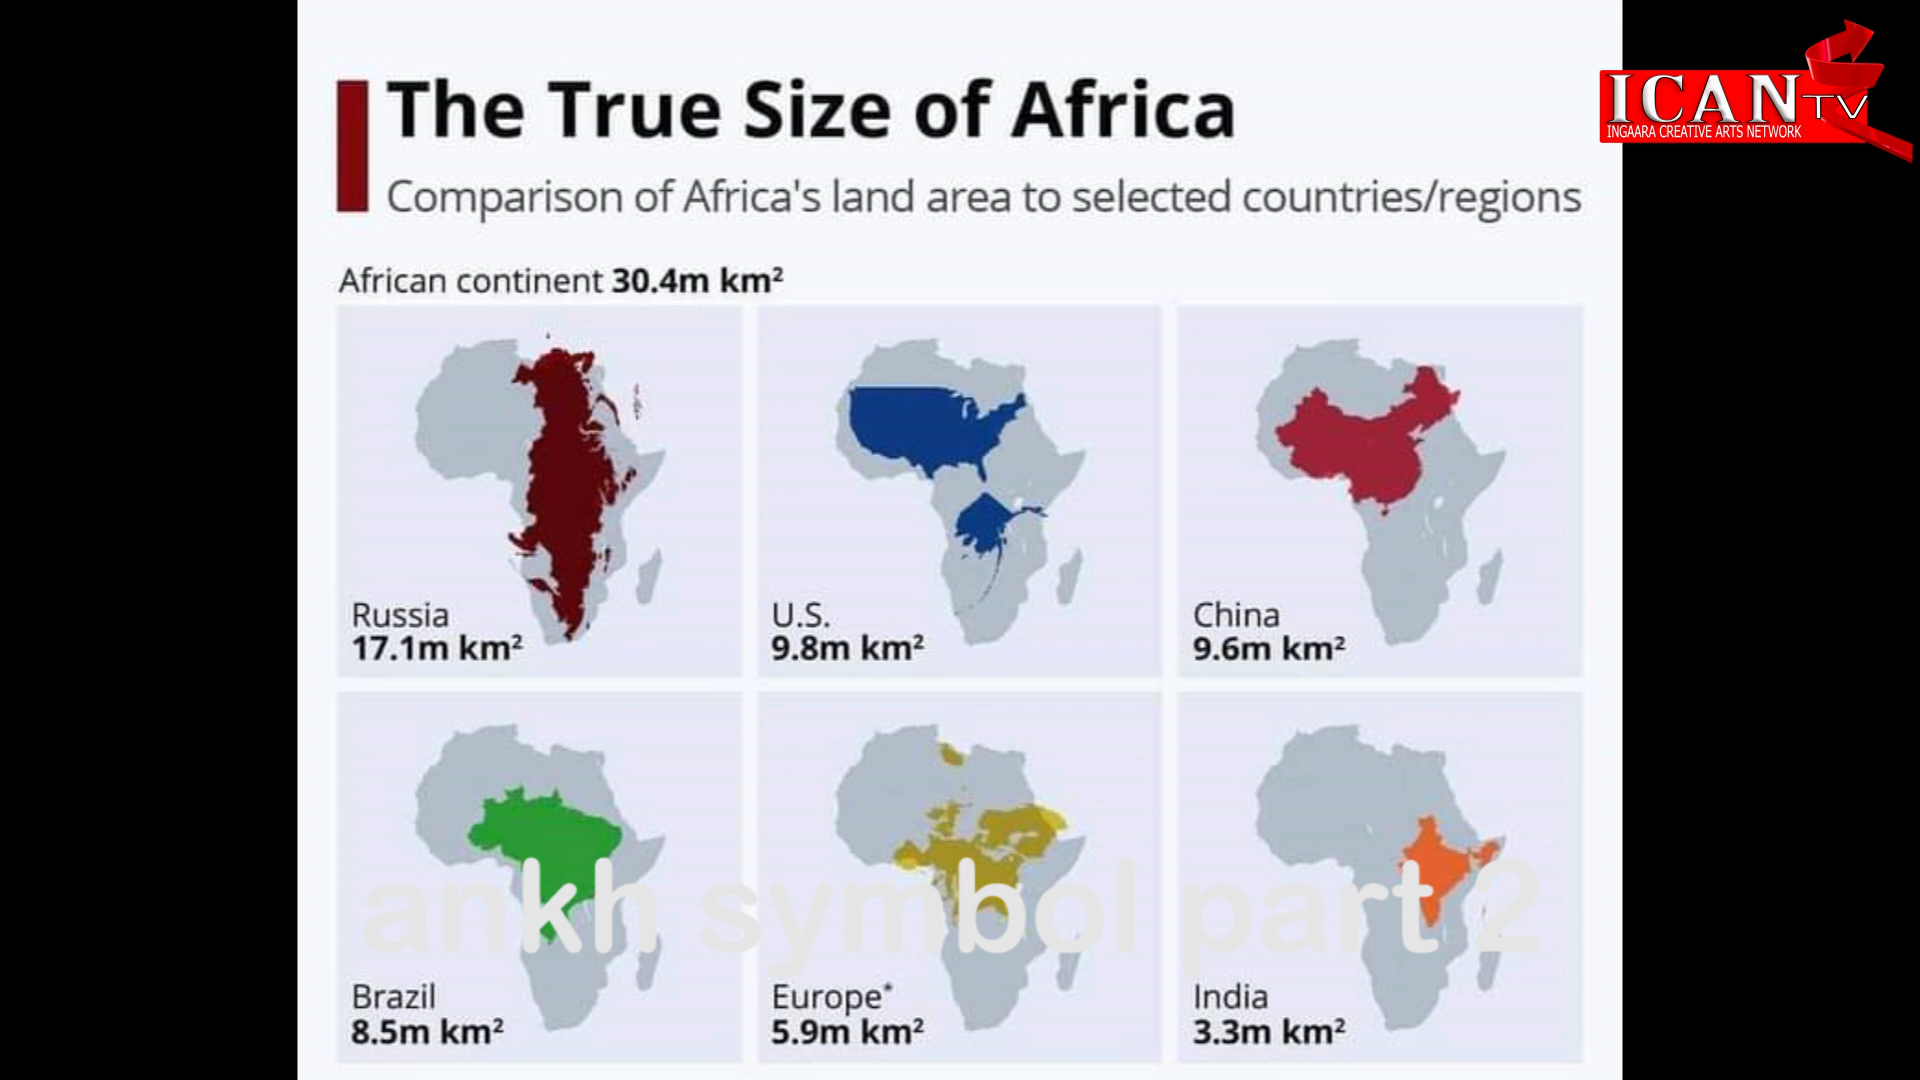 The True Size of Africa
Comparison of Africa's land area to selected countries/regions
ICAN TV
INGAARA CREATIVE ARTS NETWORK
African continent 30.4m km²
Russia
17.1m km²
U.S.
9.8m km²
China
9.6m km²
ankh symbol part 2
Brazil
8.5m km²
Europe*
5.9m km²
India
3.3m km²